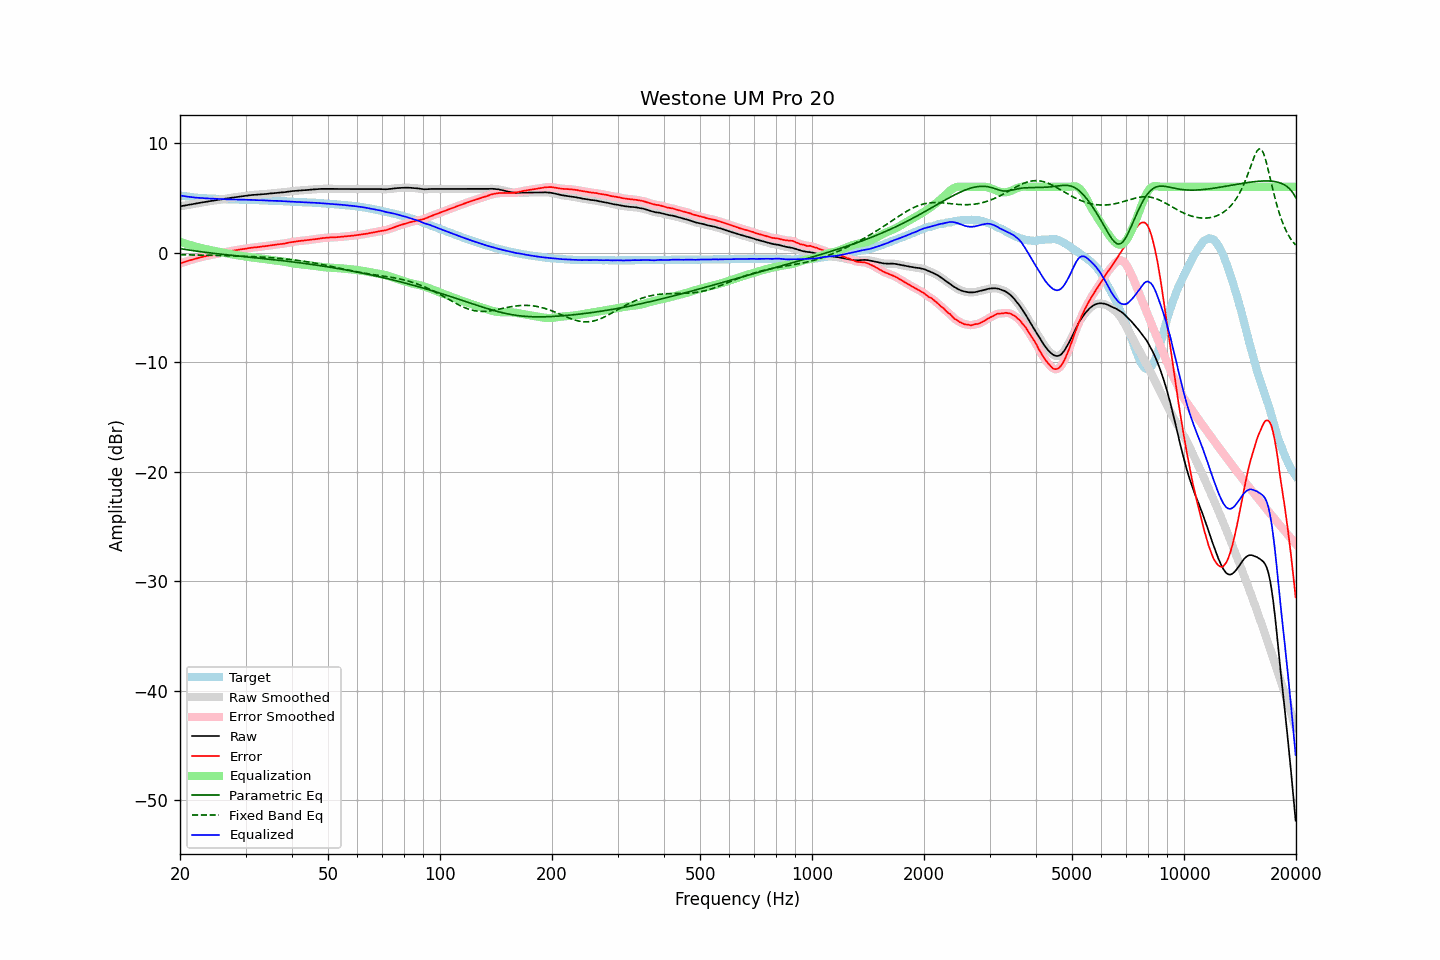 Westone UM Pro 20
10
0
−10
−20
−30
−40
−50
Amplitude (dBr)
Target
Raw Smoothed
Error Smoothed
Raw
Error
Equalization
Parametric Eq
Fixed Band Eq
Equalized
20 50 100 200 500 1000 2000 5000 10000 20000
Frequency (Hz)